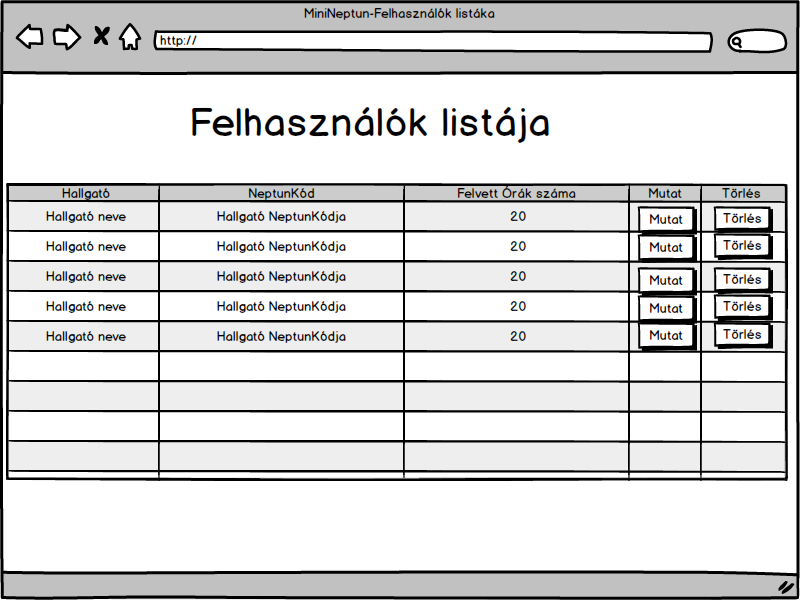 MiniNeptun-Felhasználók listáka
http://
Felhasználók listája
Hallgató NeptunKód Felvett Órák száma Mutat Törlés
Hallgató neve Hallgató NeptunKódja 20 Mutat Törlés
Hallgató neve Hallgató NeptunKódja 20 Mutat Törlés
Hallgató neve Hallgató NeptunKódja 20 Mutat Törlés
Hallgató neve Hallgató NeptunKódja 20 Mutat Törlés
Hallgató neve Hallgató NeptunKódja 20 Mutat Törlés